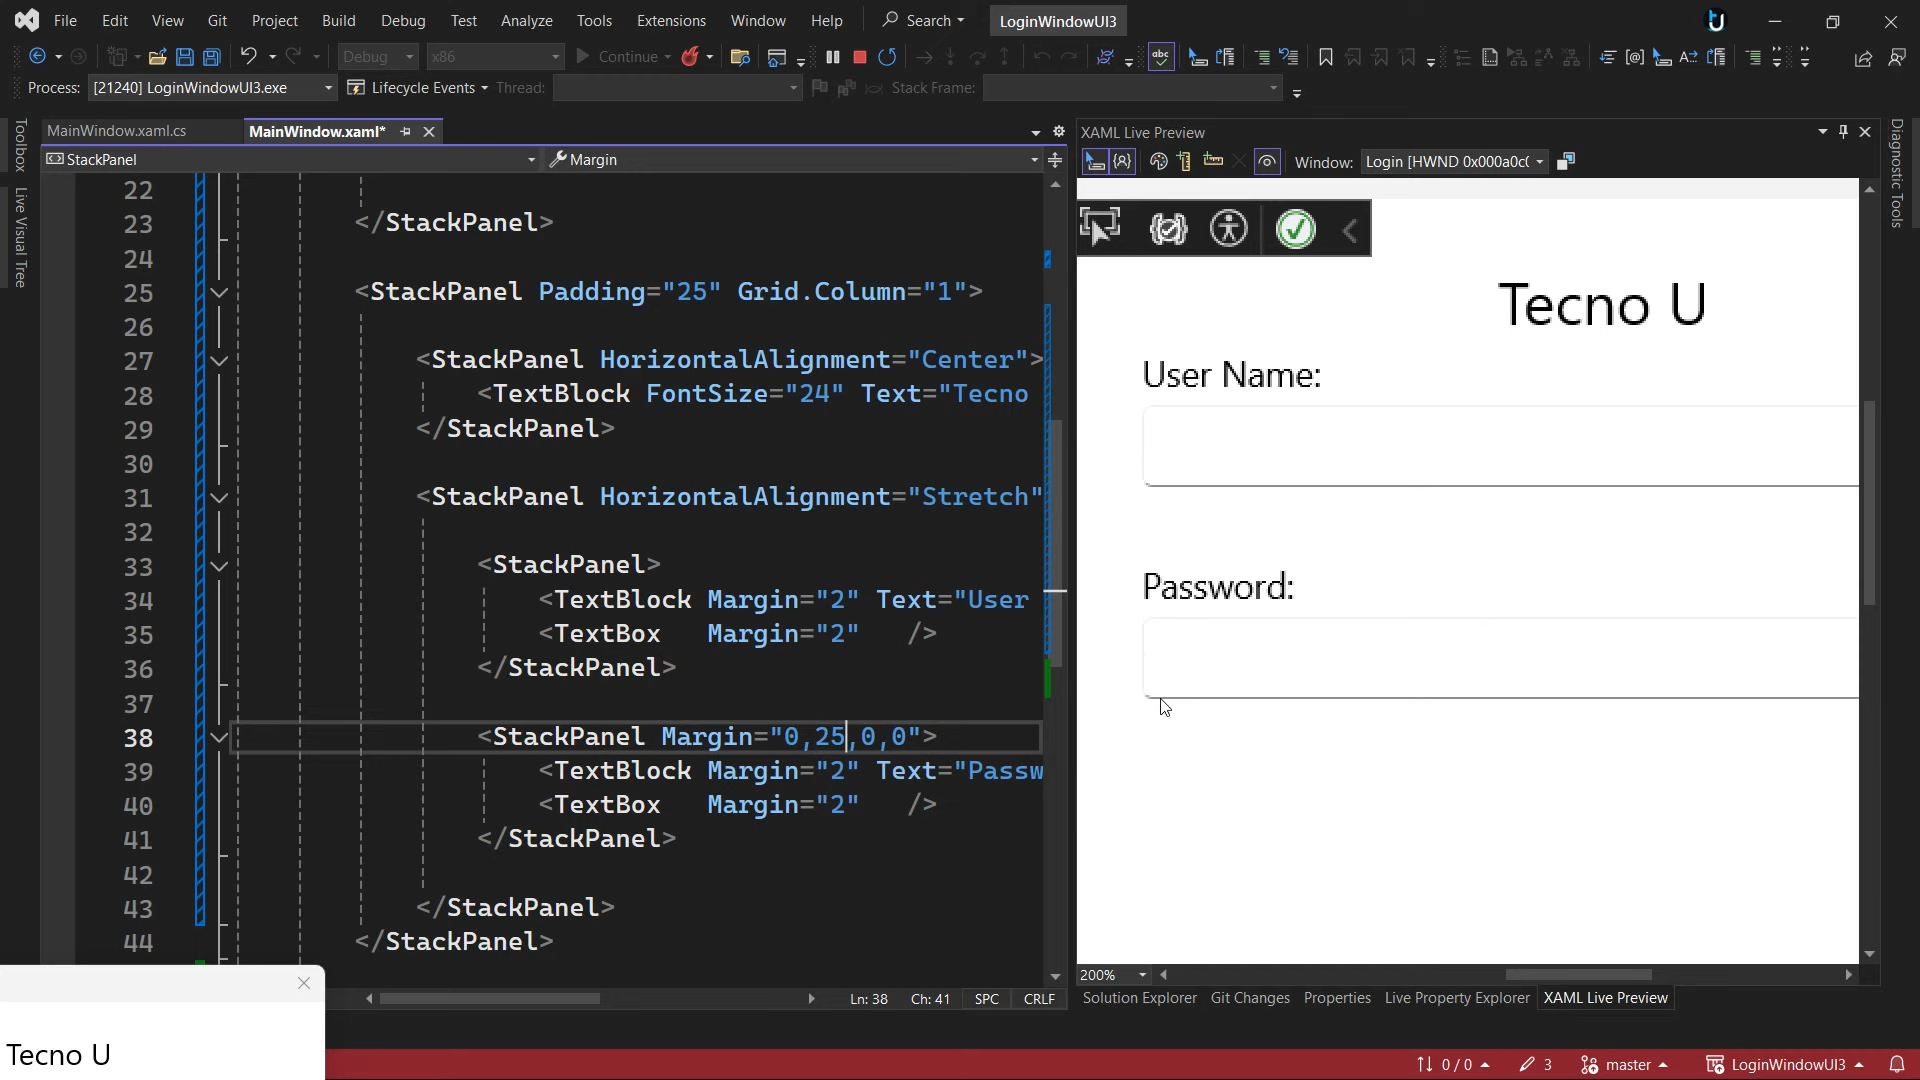 File Edit View Git Project Build Debug Test Analyze Tools Extensions Window Help Search LoginWindowUI3
Debug x86 Continue
Process: [21240] LoginWindowUI3.exe Lifecycle Events Thread: Stack Frame:
Toolbox
Live Visual Tree
MainWindow.xaml.cs MainWindow.xaml*
StackPanel Margin
22
23 </StackPanel>
24
25 <StackPanel Padding="25" Grid.Column="1">
26
27 <StackPanel HorizontalAlignment="Center">
28 <TextBlock FontSize="24" Text="Tecno
29 </StackPanel>
30
31 <StackPanel HorizontalAlignment="Stretch"
32
33 <StackPanel>
34 <TextBlock Margin="2" Text="User
35 <TextBox Margin="2" />
36 </StackPanel>
37
38 <StackPanel Margin="0,25,0,0">
39 <TextBlock Margin="2" Text="Passw
40 <TextBox Margin="2" />
41 </StackPanel>
42
43 </StackPanel>
44 </StackPanel>
Ln: 38 Ch: 41 SPC CRLF
XAML Live Preview
Window: Login [HWND 0x000a0c
Tecno U
User Name:
Password:
200%
Solution Explorer Git Changes Properties Live Property Explorer XAML Live Preview
Diagnostic Tools
Tecno U
0 / 0 3 master LoginWindowUI3